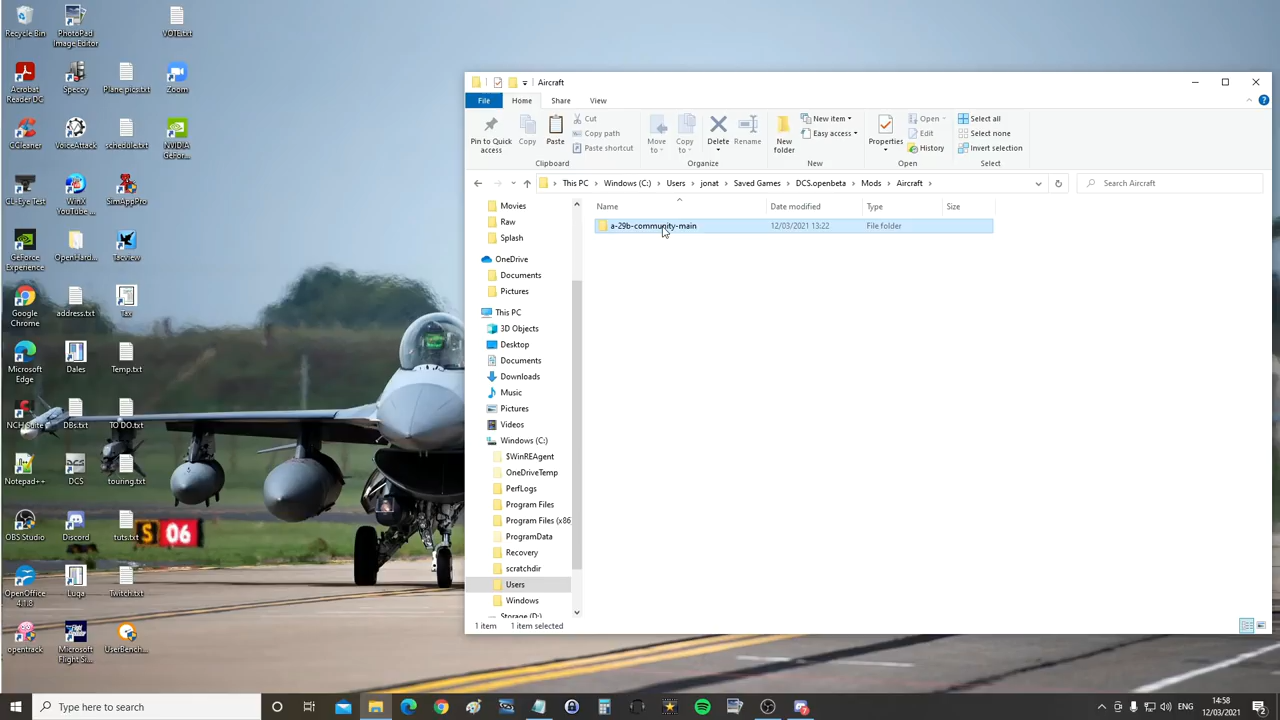 Recycle Bin
PhotoPad Image Editor
VOTE.txt
Acrobat Reader DC
Speccy
Plane pics.txt
Zoom
CCleaner
VoiceAttack
schedule.txt
NVIDIA GeFor...
CL-Eye Test
WinX YouTube ...
SimAppPro
GeForce Experience
OpenHard...
Tacview
Google Chrome
address.txt
Tax
Microsoft Edge
Dales
Temp.txt
NCH Suite
DBs.txt
TO DO.txt
Notepad++
DCS
touring.txt
OBS Studio
Discord
tuts.txt
S 06
OpenOffice 4.1.8
Luga
Twitch.txt
opentrack
Microsoft Flight Si...
UserBench...
Aircraft
File Home Share View
Pin to Quick access
Copy
Paste
Cut
Copy path
Paste shortcut
Clipboard
Move to
Copy to
Delete
Rename
Organize
New folder
New item
Easy access
New
Properties
Open
Edit
History
Open
Select all
Select none
Invert selection
Select
This PC > Windows (C:) > Users > jonat > Saved Games > DCS.openbeta > Mods > Aircraft >
Search Aircraft
Name Date modified Type Size
a-29b-community-main 12/03/2021 13:22 File folder
Movies
Raw
Splash
OneDrive
Documents
Pictures
This PC
3D Objects
Desktop
Documents
Downloads
Music
Pictures
Videos
Windows (C:)
$WinREAgent
OneDriveTemp
PerfLogs
Program Files
Program Files (x86
ProgramData
Recovery
scratchdir
Users
Windows
Storage (D:)
1 item 1 item selected
Type here to search
ENG
14:58
12/03/2021
2